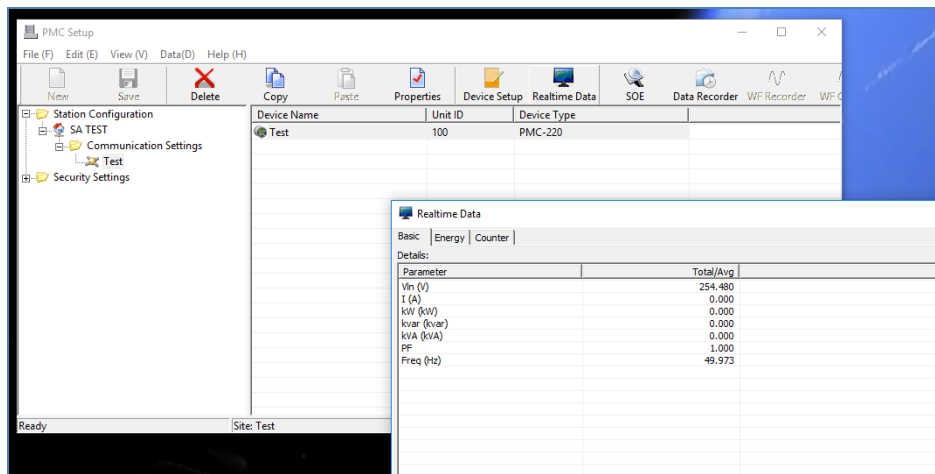 PMC Setup
File (F) Edit (E) View (V) Data(D) Help (H)
New Save Delete Copy Paste Properties Device Setup Realtime Data SOE Data Recorder WF Recorder WF
Station Configuration
SA TEST
Communication Settings
Test
Security Settings
Device Name Unit ID Device Type
Test 100 PMC-220
Realtime Data
Basic Energy Counter
Details:
Parameter Total/Avg
Vln (V) 254.480
I (A) 0.000
kW (kW) 0.000
kvar (kvar) 0.000
kVA (kVA) 0.000
PF 1.000
Freq (Hz) 49.973
Ready Site: Test